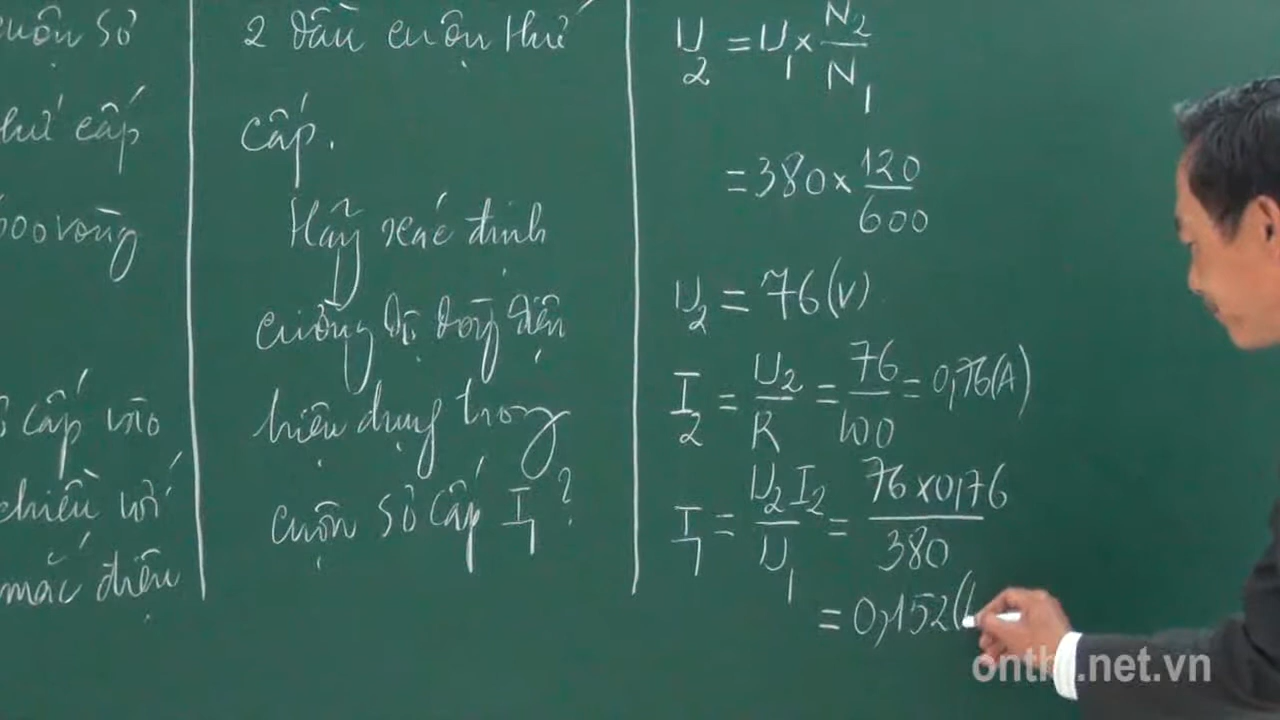 cuộn sơ
thứ cấp
600 vòng
cấp vào
chiều với
mắc điện
2 đầu cuộn thứ
cấp.
Hãy xác định
cường độ dòng điện
hiệu dụng trong
cuộn sơ cấp I₁?
U₂ = U₁ × N₂/N₁
= 380 × 120/600
U₂ = 76(V)
I₂ = U₂/R = 76/100 = 0,76(A)
I₁ = U₂I₂/U₁ = 76×0,76/380
= 0,152(
onthi.net.vn